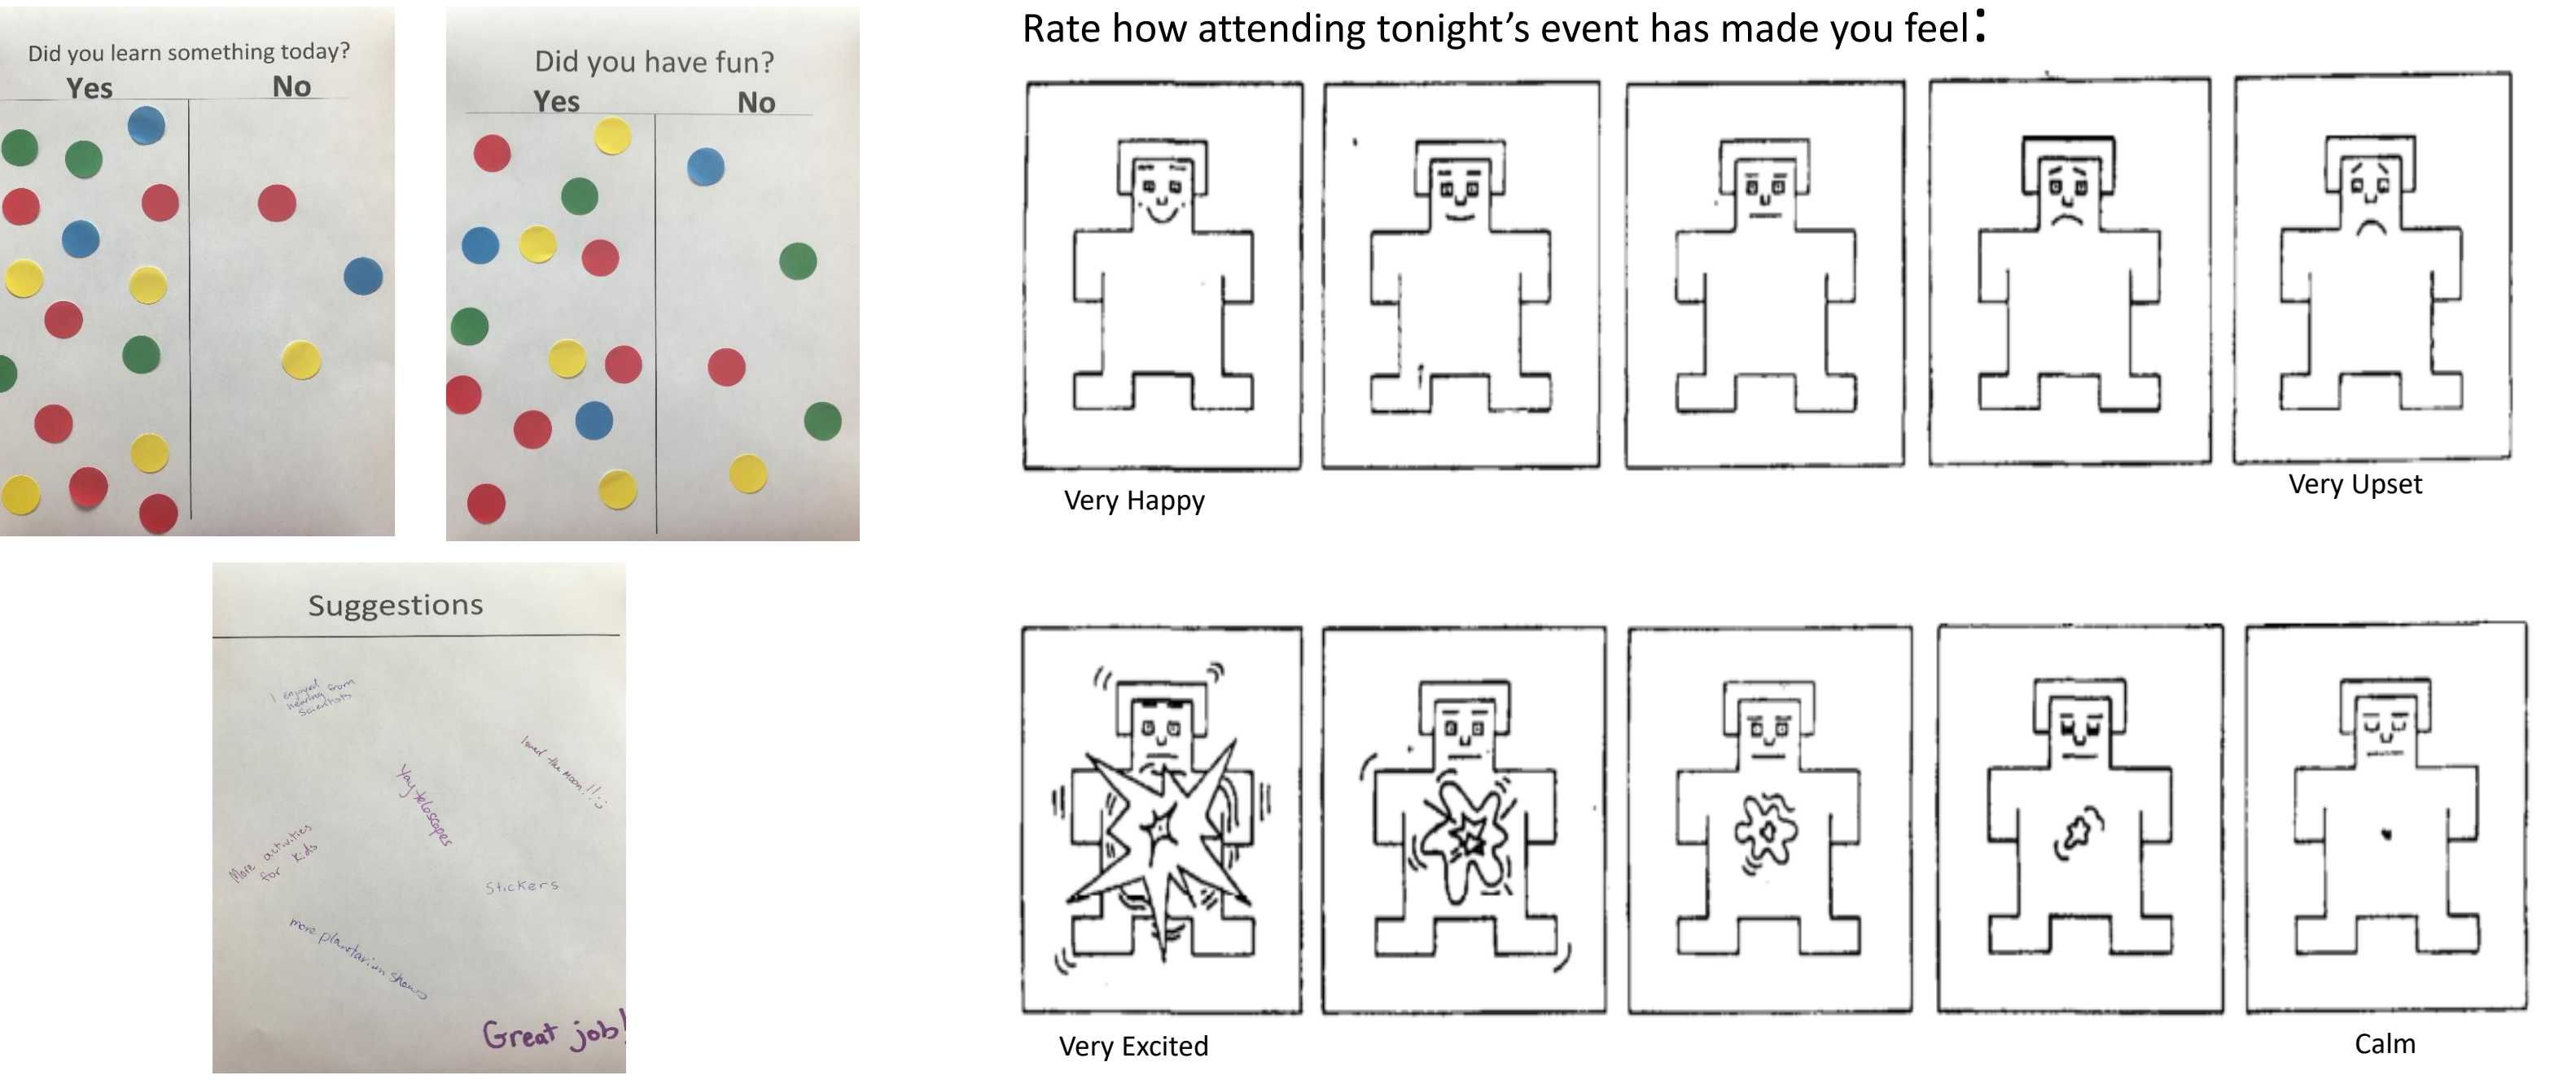 Did you learn something today?
Yes No
Did you have fun?
Yes No
Suggestions
I enjoyed
hearing from
Scientists
loved the moon!! :)
Yay telescopes
More activities
for kids
Stickers
more planetarium shows
Great job!
Rate how attending tonight's event has made you feel:
Very Happy
Very Upset
Very Excited
Calm